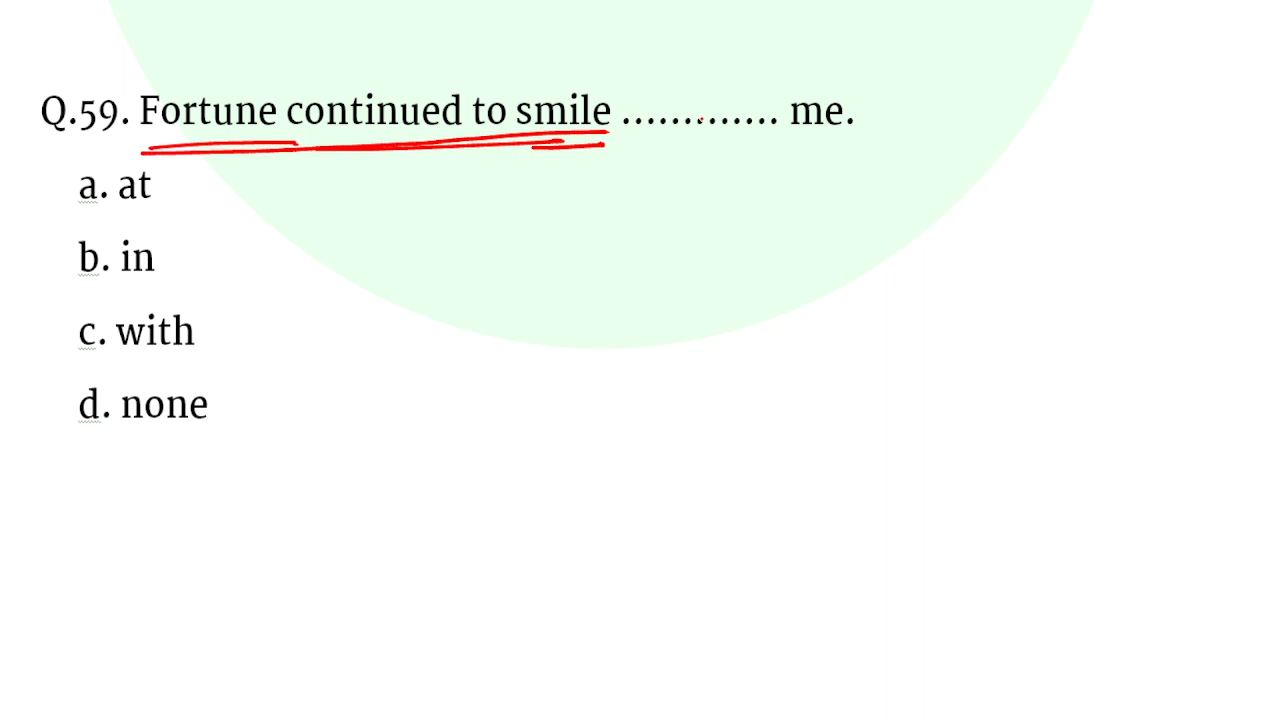 Q.59. Fortune continued to smile ............. me.
a. at
b. in
c. with
d. none